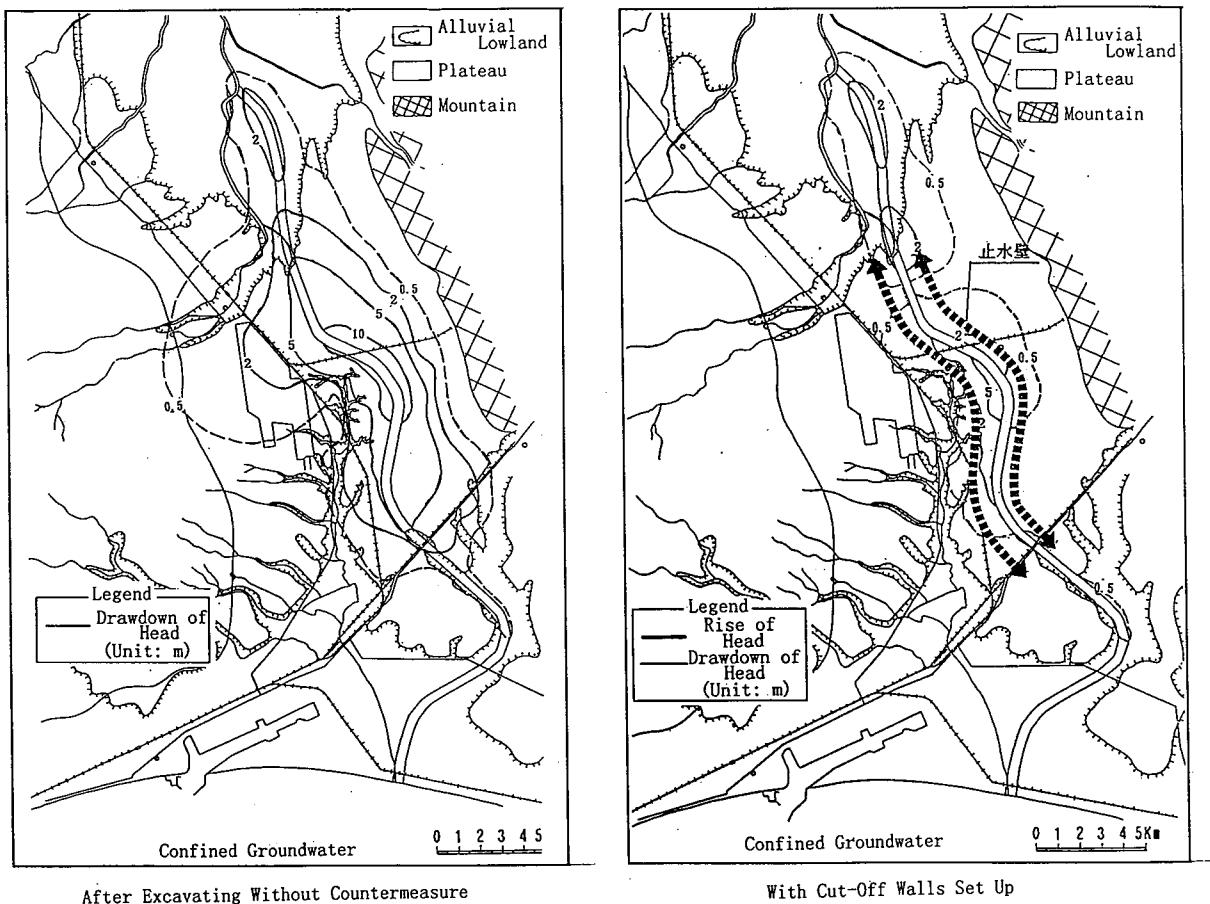 Alluvial
Lowland
Plateau
Mountain
2
0.5
2
5
10
5
2
0.5
Legend
Drawdown of
Head
(Unit: m)
Confined Groundwater
0 1 2 3 4 5
After Excavating Without Countermeasure
Alluvial
Lowland
Plateau
Mountain
2
0.5
2
止水壁
0.5
2
0.5
5
2
0.5
Legend
Rise of
Head
Drawdown of
Head
(Unit: m)
Confined Groundwater
0 1 2 3 4 5Km
With Cut-Off Walls Set Up